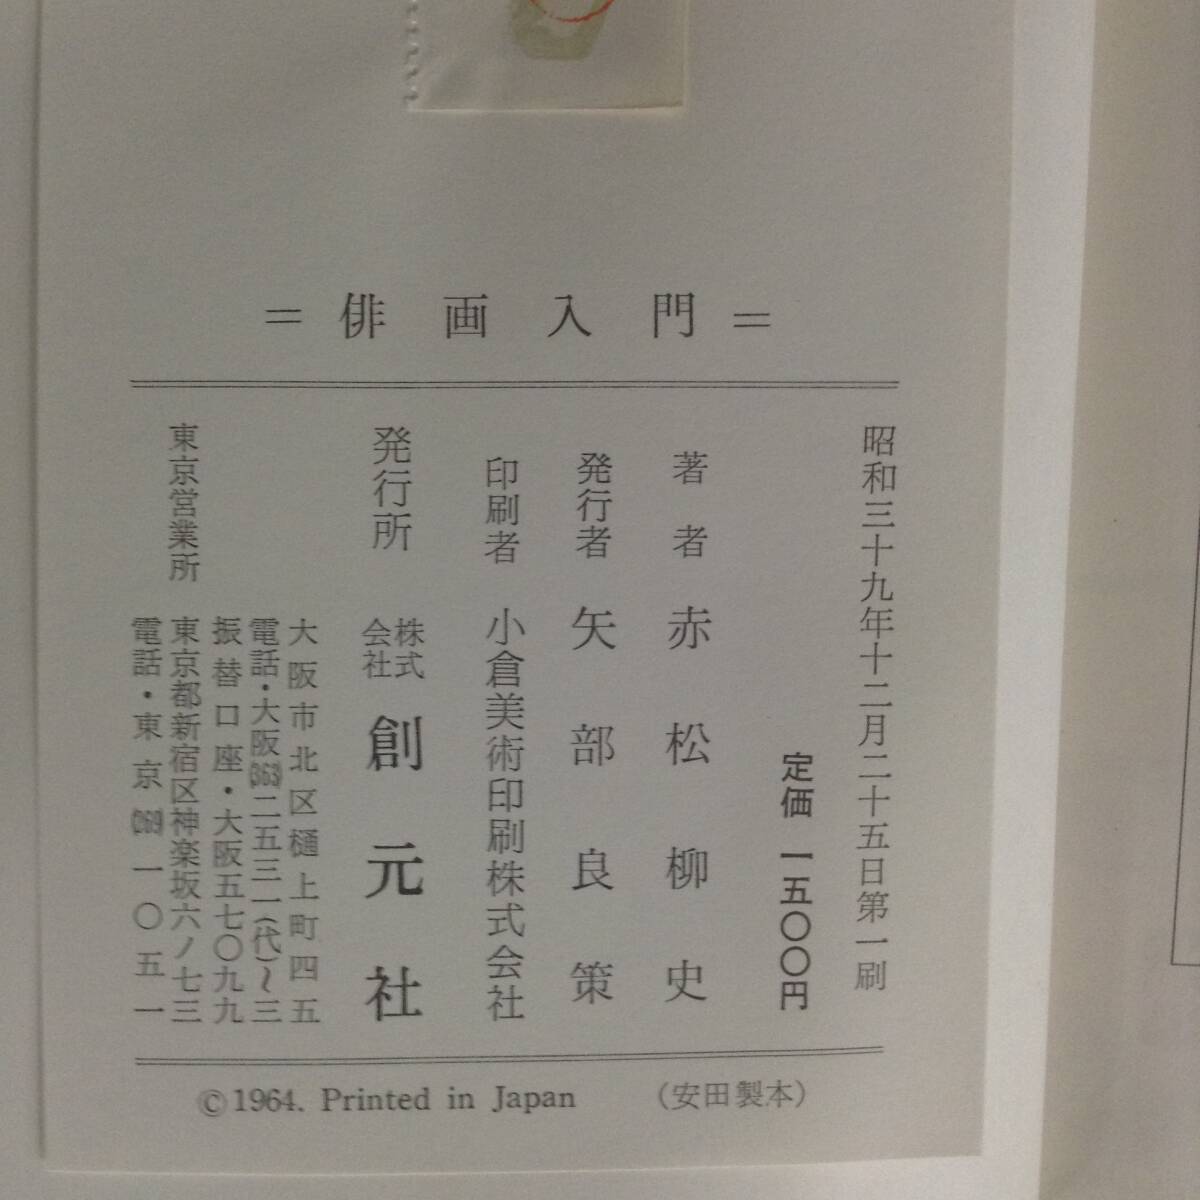 =俳画入門=
昭和三十九年十二月二十五日第一刷
定価 一五〇〇円
著者 赤松柳史
発行者 矢部良策
印刷者 小倉美術印刷株式会社
発行所 株式会社 創元社
大阪市北区樋上町四五
電話・大阪(363)二五三一(代)~三
振替口座・大阪五七〇九九
東京営業所 東京都新宿区神楽坂六ノ七三
電話・東京(269)一〇五一
©1964. Printed in Japan (安田製本)